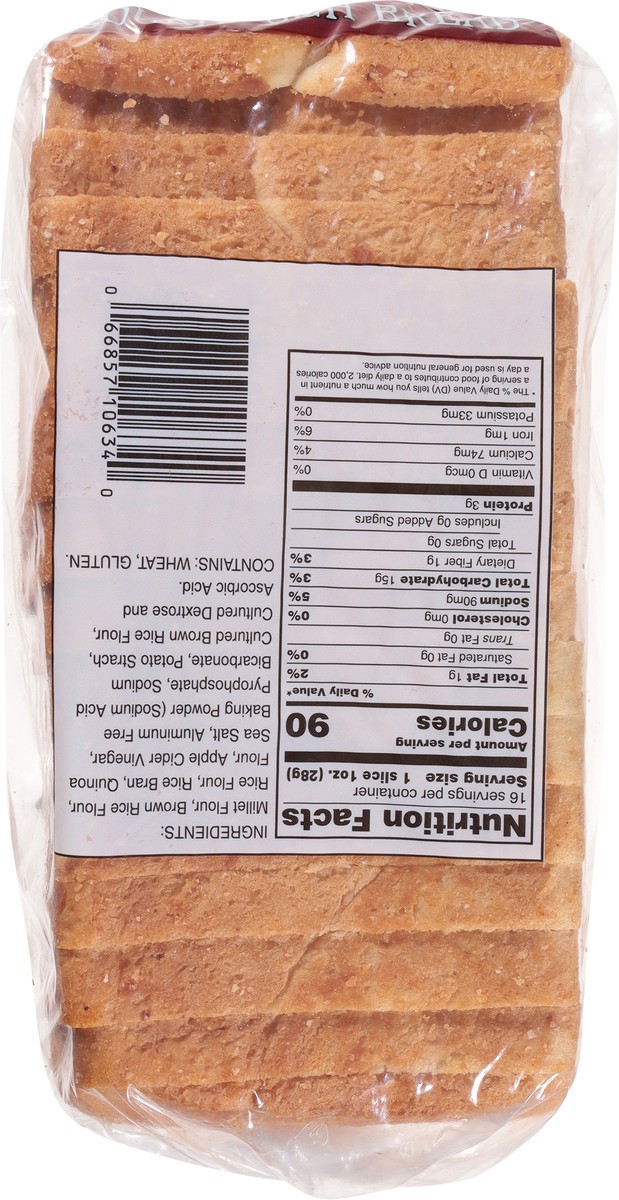 BREAD
Nutrition Facts
16 servings per container
Serving size 1 slice 1oz. (28g)
Amount per serving
Calories 90
% Daily Value*
Total Fat 1g 2%
Saturated Fat 0g 0%
Trans Fat 0g
Cholesterol 0mg 0%
Sodium 90mg 5%
Total Carbohydrate 15g 3%
Dietary Fiber 1g 3%
Total Sugars 0g
Includes 0g Added Sugars
Protein 3g
Vitamin D 0mcg 0%
Calcium 74mg 4%
Iron 1mg 6%
Potassium 33mg 0%
* The % Daily Value (DV) tells you how much a nutrient in
a serving of food contributes to a daily diet. 2,000 calories
a day is used for general nutrition advice.
INGREDIENTS:
Millet Flour, Brown Rice Flour,
Rice Flour, Rice Bran, Quinoa
Flour, Apple Cider Vinegar,
Sea Salt, Aluminum Free
Baking Powder (Sodium Acid
Pyrophosphate, Sodium
Bicarbonate, Potato Strach,
Cultured Brown Rice Flour,
Cultured Dextrose and
Ascorbic Acid.
CONTAINS: WHEAT, GLUTEN.
0 66857 10634 0